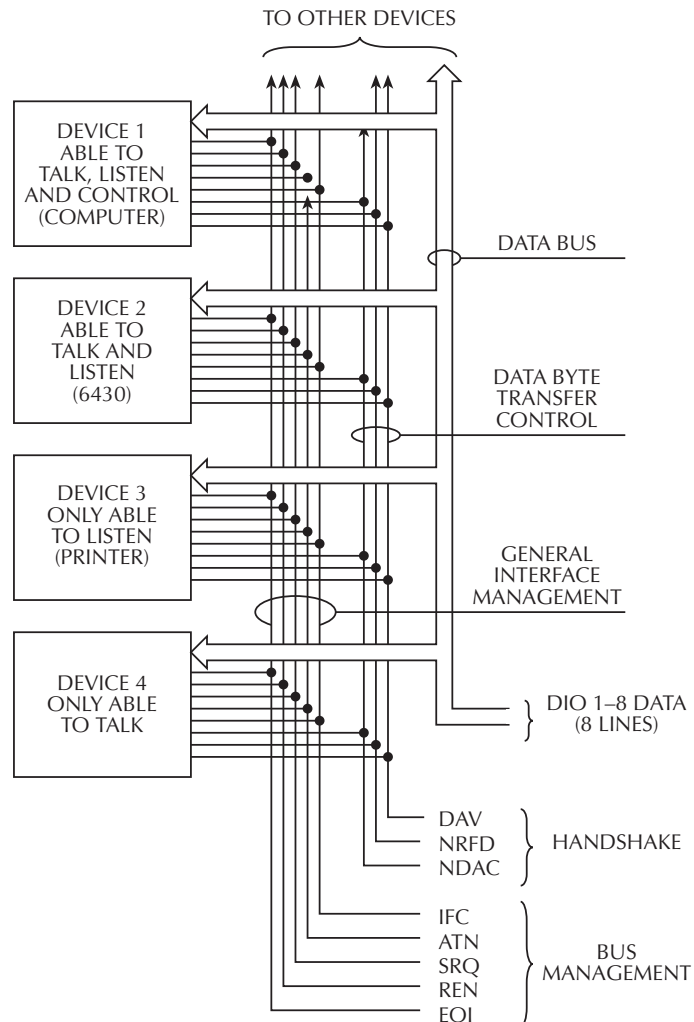 TO OTHER DEVICES
DEVICE 1
ABLE TO
TALK, LISTEN
AND CONTROL
(COMPUTER)
DATA BUS
DEVICE 2
ABLE TO
TALK AND
LISTEN
(6430)
DATA BYTE
TRANSFER
CONTROL
DEVICE 3
ONLY ABLE
TO LISTEN
(PRINTER)
GENERAL
INTERFACE
MANAGEMENT
DEVICE 4
ONLY ABLE
TO TALK
DIO 1–8 DATA
(8 LINES)
DAV
NRFD
NDAC
HANDSHAKE
IFC
ATN
SRQ
REN
EOI
BUS
MANAGEMENT